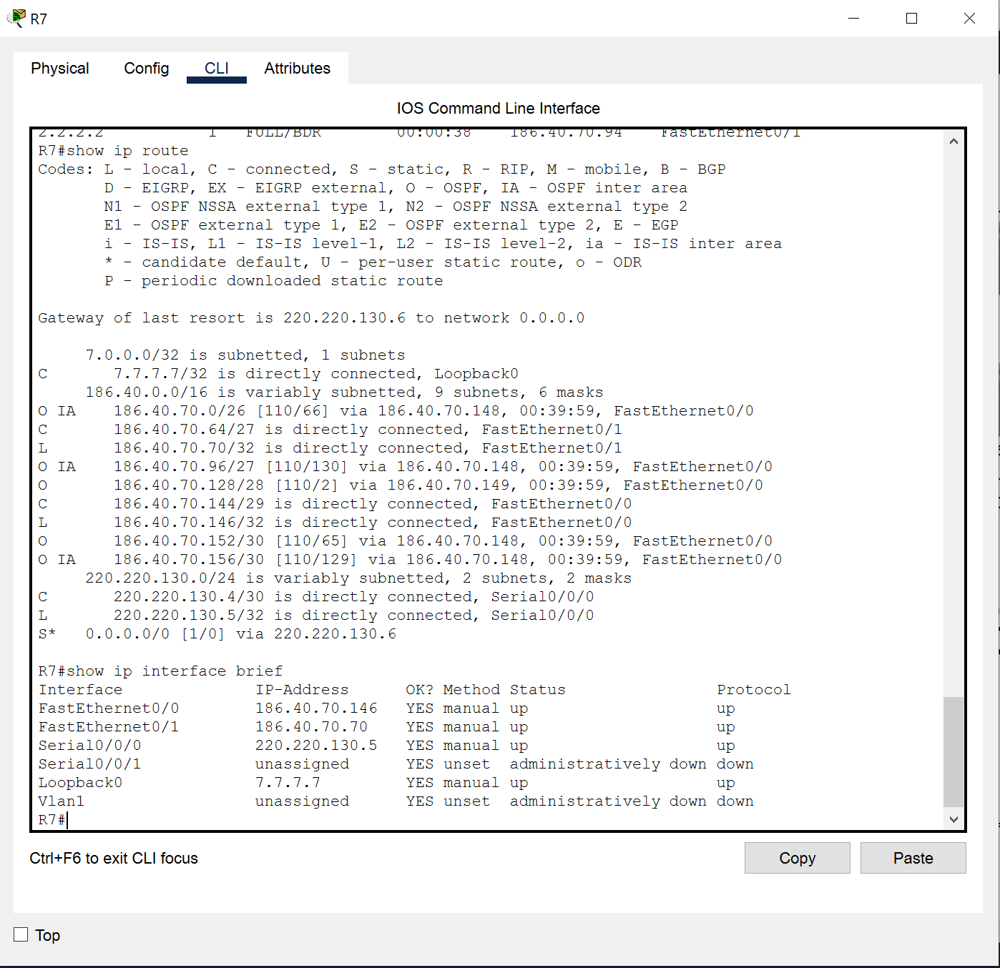 R7
Physical Config CLI Attributes
IOS Command Line Interface
2.2.2.2 1 FULL/BDR 00:00:38 186.40.70.94 FastEthernet0/1
R7#show ip route
Codes: L - local, C - connected, S - static, R - RIP, M - mobile, B - BGP
D - EIGRP, EX - EIGRP external, O - OSPF, IA - OSPF inter area
N1 - OSPF NSSA external type 1, N2 - OSPF NSSA external type 2
E1 - OSPF external type 1, E2 - OSPF external type 2, E - EGP
i - IS-IS, L1 - IS-IS level-1, L2 - IS-IS level-2, ia - IS-IS inter area
* - candidate default, U - per-user static route, o - ODR
P - periodic downloaded static route
Gateway of last resort is 220.220.130.6 to network 0.0.0.0
7.0.0.0/32 is subnetted, 1 subnets
C 7.7.7.7/32 is directly connected, Loopback0
186.40.0.0/16 is variably subnetted, 9 subnets, 6 masks
O IA 186.40.70.0/26 [110/66] via 186.40.70.148, 00:39:59, FastEthernet0/0
C 186.40.70.64/27 is directly connected, FastEthernet0/1
L 186.40.70.70/32 is directly connected, FastEthernet0/1
O IA 186.40.70.96/27 [110/130] via 186.40.70.148, 00:39:59, FastEthernet0/0
O 186.40.70.128/28 [110/2] via 186.40.70.149, 00:39:59, FastEthernet0/0
C 186.40.70.144/29 is directly connected, FastEthernet0/0
L 186.40.70.146/32 is directly connected, FastEthernet0/0
O 186.40.70.152/30 [110/65] via 186.40.70.148, 00:39:59, FastEthernet0/0
O IA 186.40.70.156/30 [110/129] via 186.40.70.148, 00:39:59, FastEthernet0/0
220.220.130.0/24 is variably subnetted, 2 subnets, 2 masks
C 220.220.130.4/30 is directly connected, Serial0/0/0
L 220.220.130.5/32 is directly connected, Serial0/0/0
S* 0.0.0.0/0 [1/0] via 220.220.130.6
R7#show ip interface brief
Interface IP-Address OK? Method Status Protocol
FastEthernet0/0 186.40.70.146 YES manual up up
FastEthernet0/1 186.40.70.70 YES manual up up
Serial0/0/0 220.220.130.5 YES manual up up
Serial0/0/1 unassigned YES unset administratively down down
Loopback0 7.7.7.7 YES manual up up
Vlan1 unassigned YES unset administratively down down
R7#
Ctrl+F6 to exit CLI focus
Copy Paste
Top